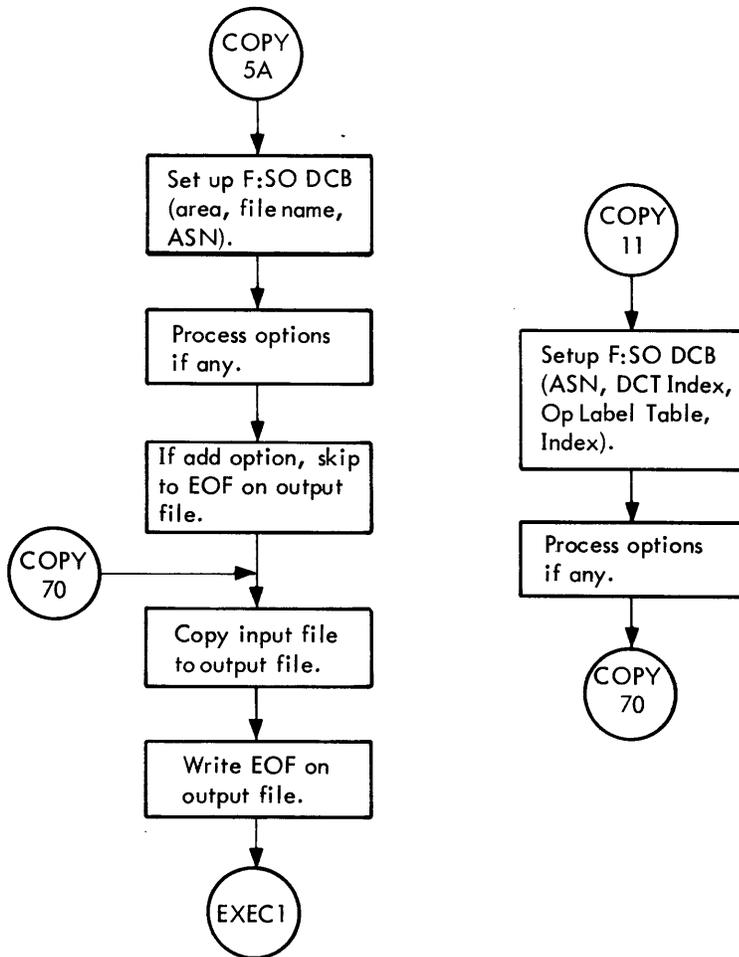 COPY
5A
Set up F:SO DCB
(area, file name,
ASN).
Process options
if any.
If add option, skip
to EOF on output
file.
COPY
70
Copy input file
to output file.
Write EOF on
output file.
EXEC1
COPY
11
Setup F:SO DCB
(ASN, DCT Index,
Op Label Table,
Index).
Process options
if any.
COPY
70